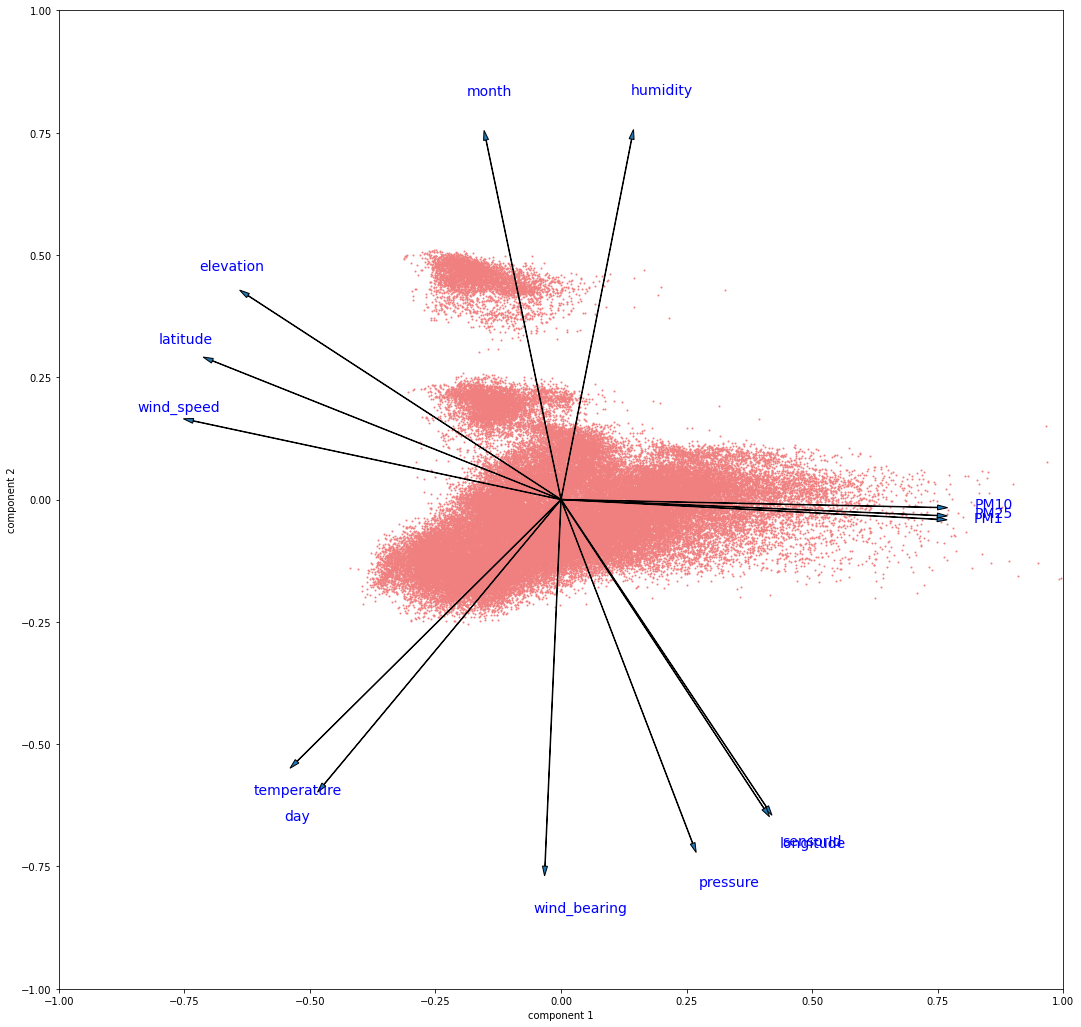 1.00
month
humidity
0.75
elevation
0.50
latitude
0.25
wind_speed
component 2
0.00
PM10
PM25
PM1
−0.25
−0.50
temperature
day
sensorId
longitude
−0.75
pressure
wind_bearing
−1.00
−1.00 −0.75 −0.50 −0.25 0.00 0.25 0.50 0.75 1.00
component 1